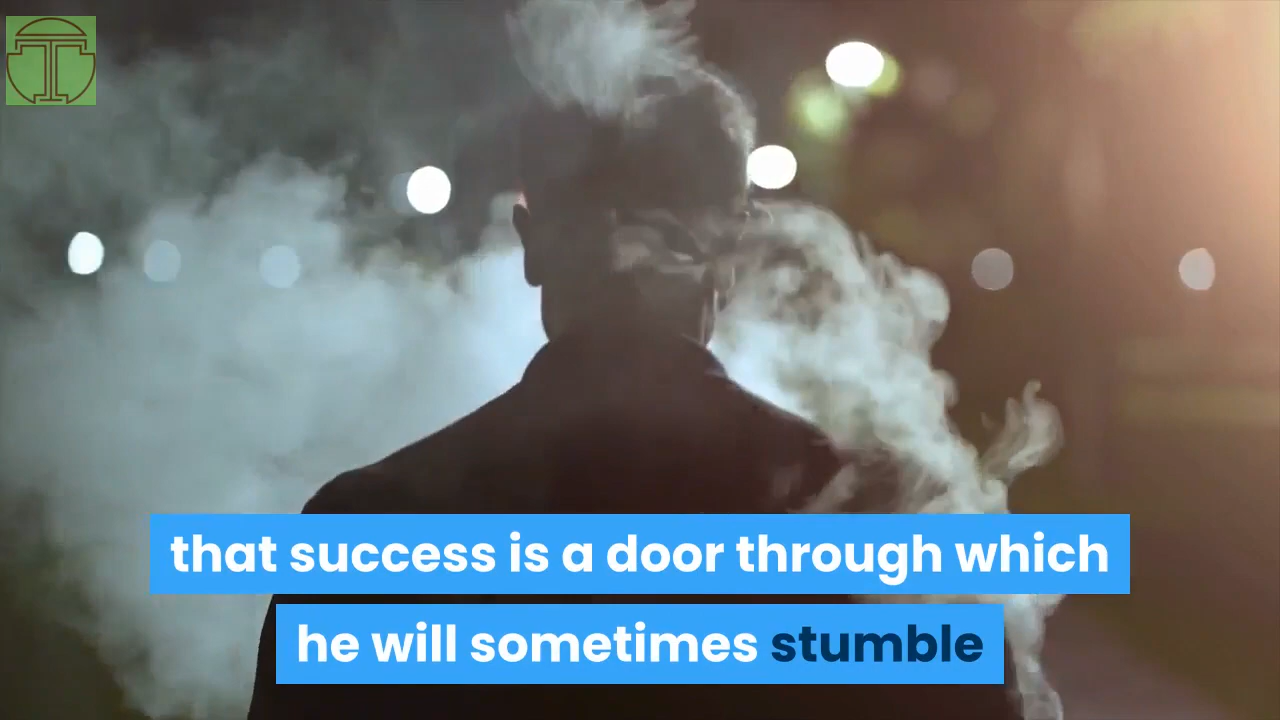 that success is a door through which
he will sometimes stumble